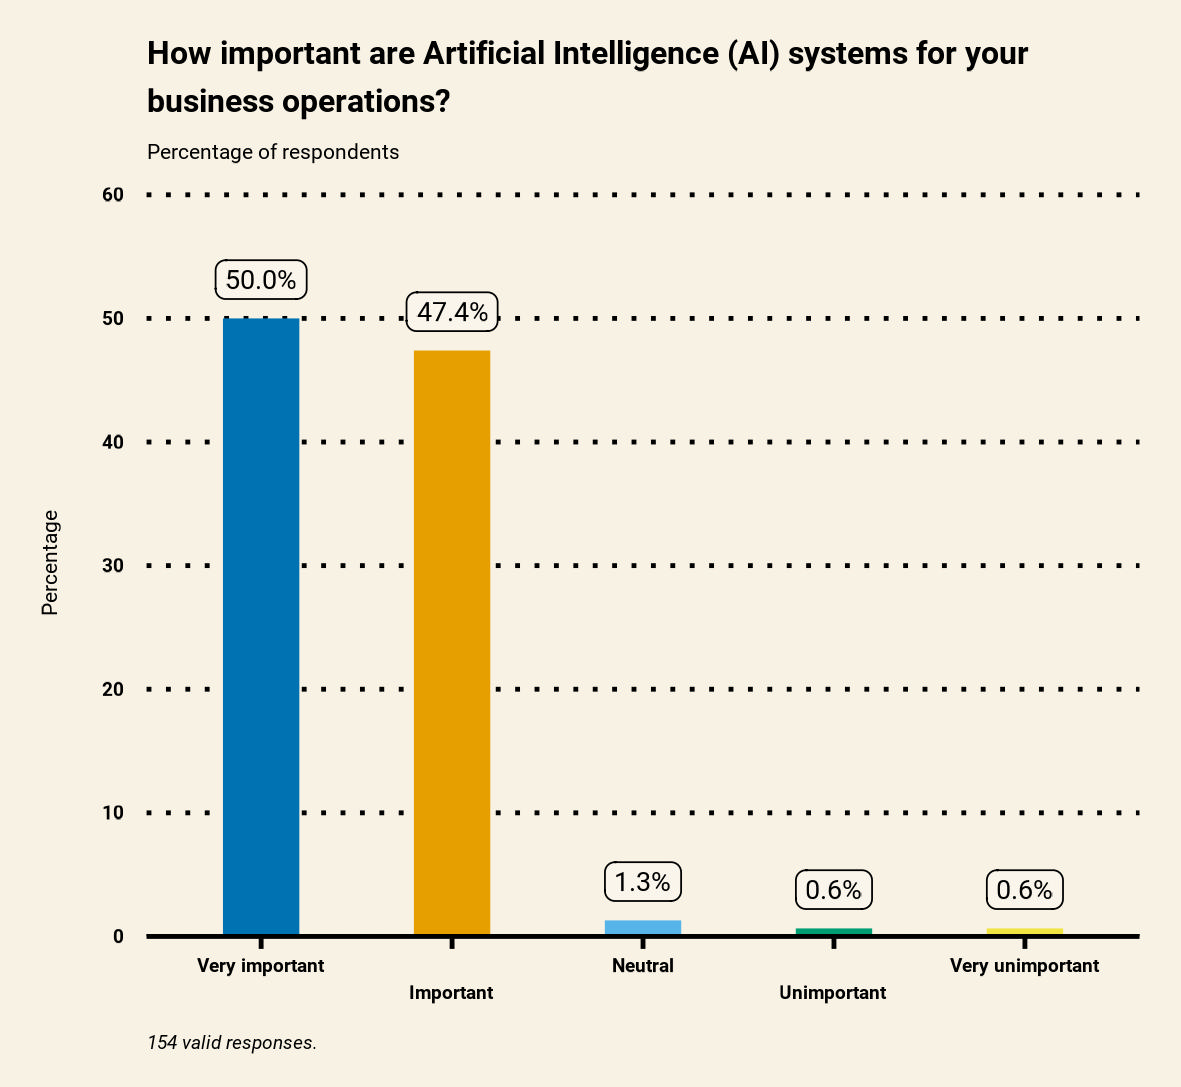 How important are Artificial Intelligence (AI) systems for your
business operations?
Percentage of respondents
60
50.0%
47.4%
50
40
30
Percentage
20
10
1.3%
0.6%
0.6%
0
Very important
Neutral
Very unimportant
Important
Unimportant
154 valid responses.